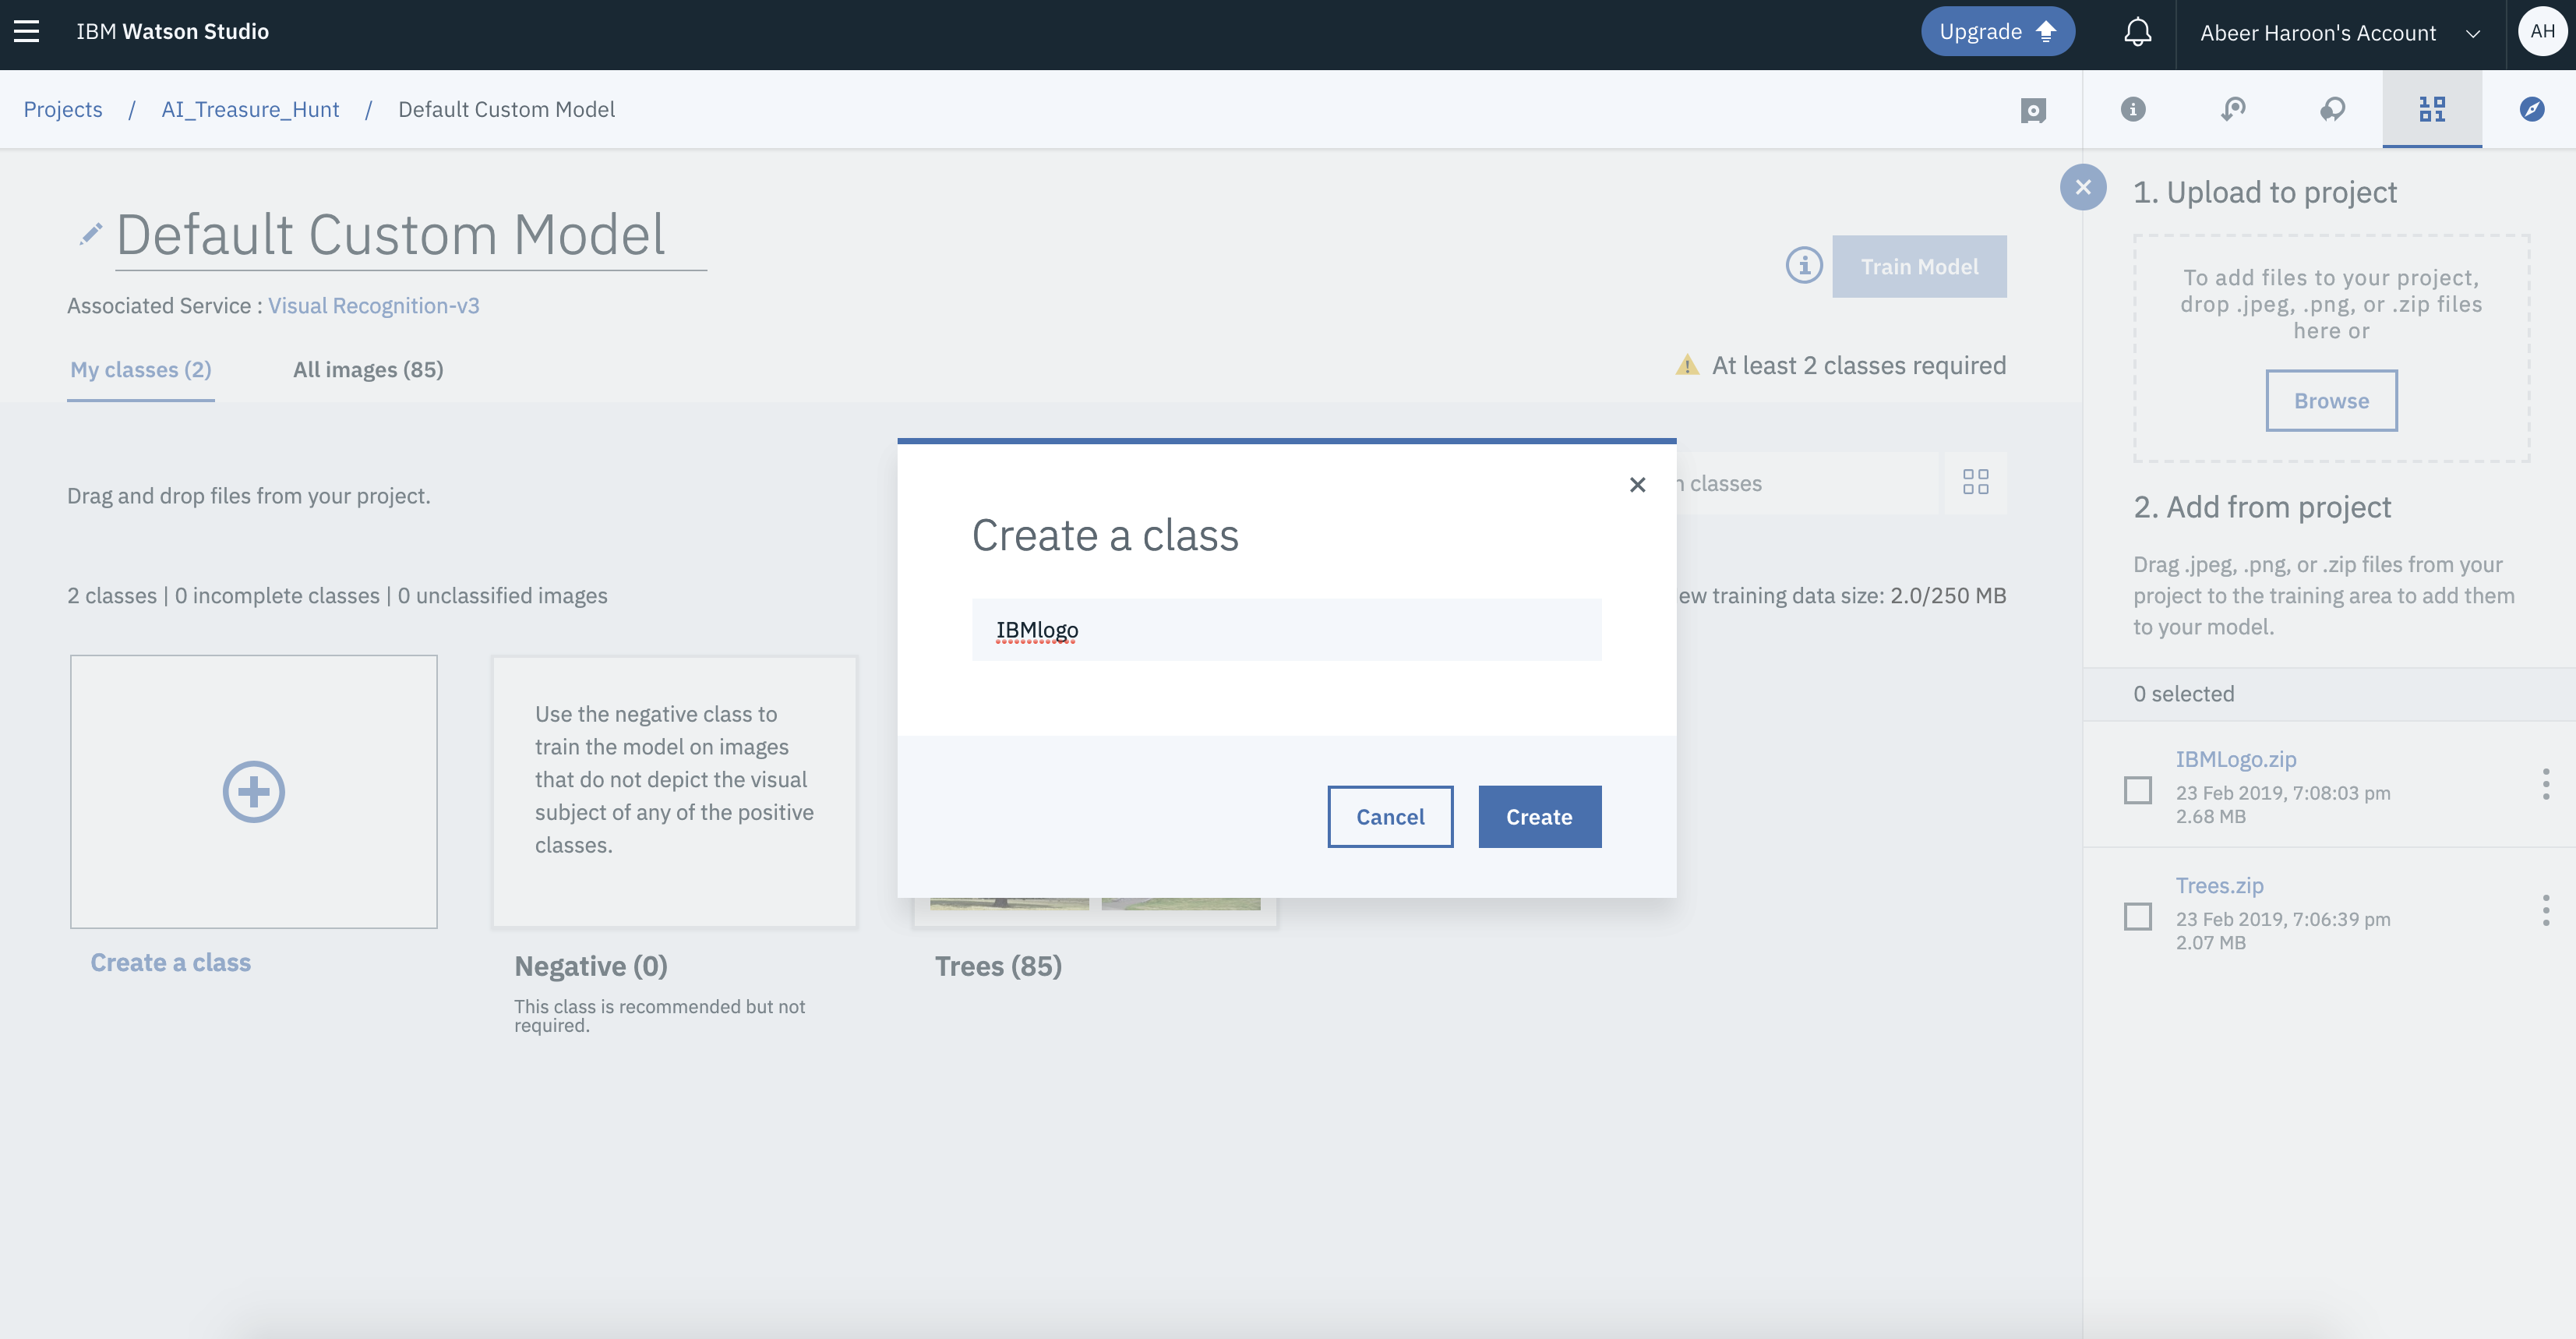 IBM Watson Studio
Upgrade
Abeer Haroon's Account
AH
Projects / AI_Treasure_Hunt / Default Custom Model
Default Custom Model
Associated Service : Visual Recognition-v3
Train Model
My classes (2)
All images (85)
At least 2 classes required
Drag and drop files from your project.
classes
2 classes | 0 incomplete classes | 0 unclassified images
ew training data size: 2.0/250 MB
Create a class
IBMlogo
Cancel
Create
Create a class
Use the negative class to
train the model on images
that do not depict the visual
subject of any of the positive
classes.
Negative (0)
This class is recommended but not
required.
Trees (85)
1. Upload to project
To add files to your project,
drop .jpeg, .png, or .zip files
here or
Browse
2. Add from project
Drag .jpeg, .png, or .zip files from your
project to the training area to add them
to your model.
0 selected
IBMLogo.zip
23 Feb 2019, 7:08:03 pm
2.68 MB
Trees.zip
23 Feb 2019, 7:06:39 pm
2.07 MB